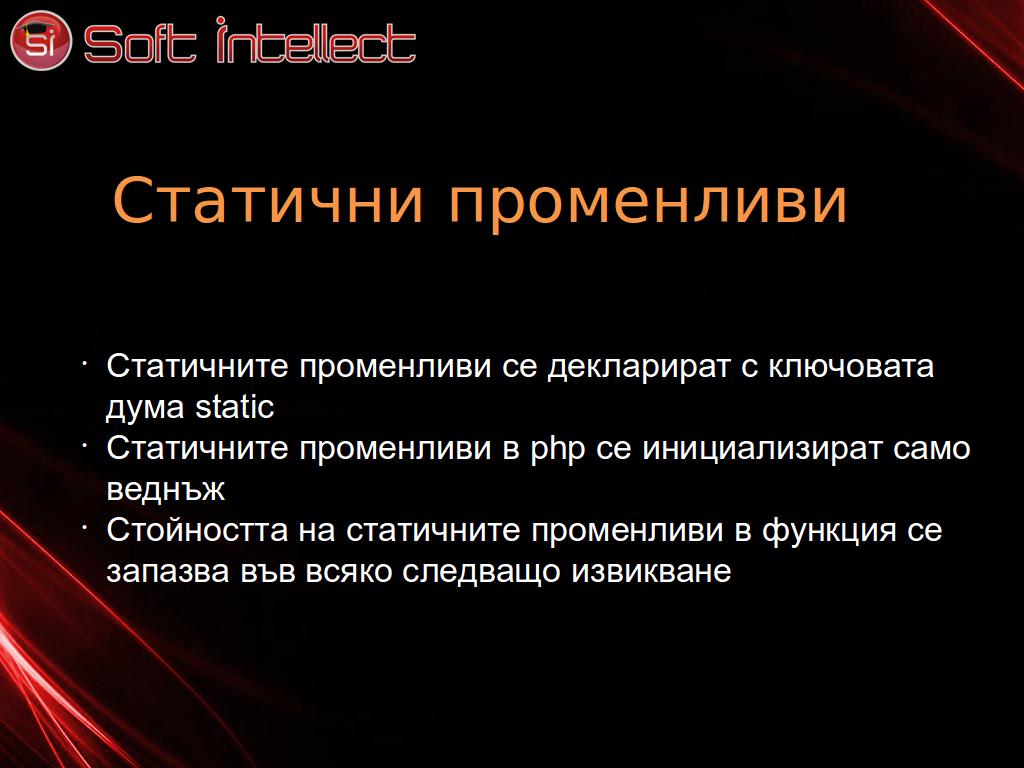 Si Soft Intellect
Статични променливи
· Статичните променливи се декларират с ключовата
дума static
· Статичните променливи в php се инициализират само
веднъж
· Стойността на статичните променливи в функция се
запазва във всяко следващо извикване